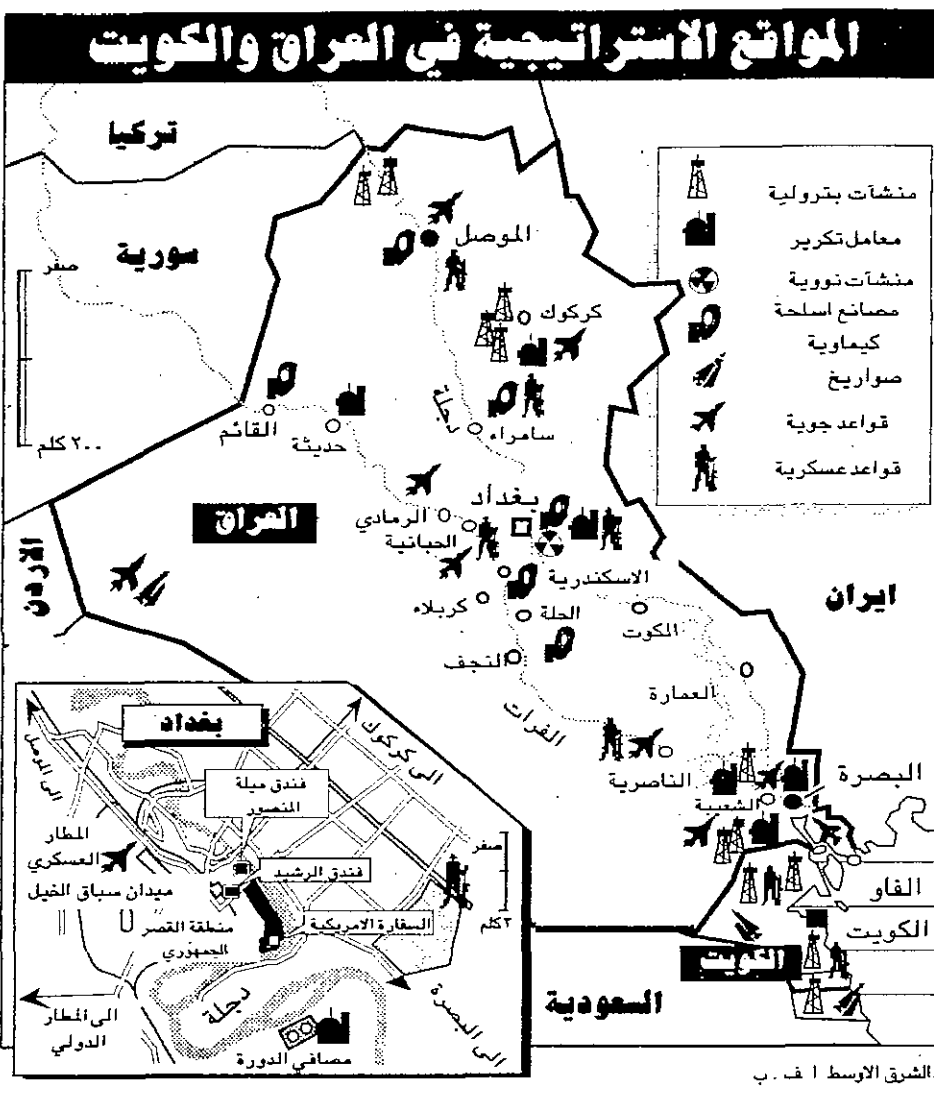 المواقع الاستراتيجية في العراق والكويت
تركيا
سورية
صفر
٢٠٠ كلم
منشآت بترولية
معامل تكرير
منشآت نووية
مصانع اسلحة
كيماوية
صواريخ
قواعد جوية
قواعد عسكرية
الموصل
كركوك
دجلة
سامراء
القائم
حديثة
العراق
بغداد
الرمادي
الحبانية
الاسكندرية
كربلاء
الحلة
الكوت
النجف
العمارة
الفرات
الناصرية
الشعيبة
البصرة
الاردن
ايران
الفاو
الكويت
الكويت
السعودية
بغداد
الى الموصل
الى كركوك
فندق ميلة
المنصور
المطار
العسكري
فندق الرشيد
ميدان سباق الخيل
السفارة الامريكية
منطقة القصر
الجمهوري
صفر
٢ كلم
دجلة
الى المطار
الدولي
مصافي الدورة
الى البصرة
الشرق الاوسط ا ف . ب